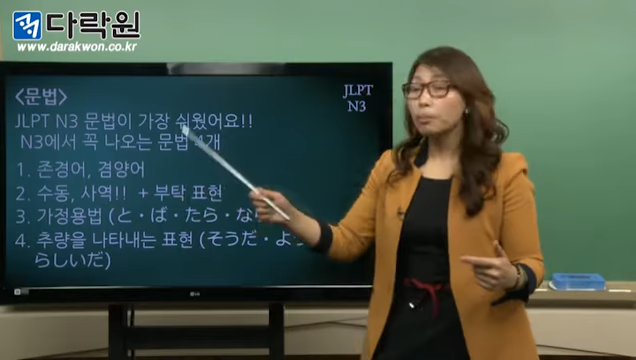 다락원
www.darakwon.co.kr
JLPT
N3
<문법>
JLPT N3 문법이 가장 쉬웠어요!!
N3에서 꼭 나오는 문법 4개
1. 존경어, 겸양어
2. 수동, 사역!! + 부탁 표현
3. 가정용법 (と・ば・たら・な
4. 추량을 나타내는 표현 (そうだ・よう
らしいだ)
LG